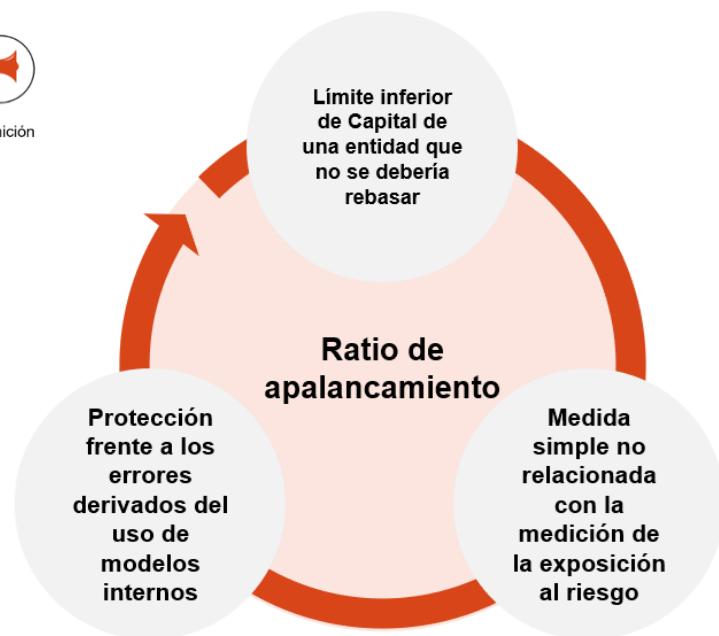 Límite inferior
de Capital de
una entidad que
no se debería
rebasar
Ratio de
apalancamiento
Protección
frente a los
errores
derivados del
uso de
modelos
internos
Medida
simple no
relacionada
con la
medición de
la exposición
al riesgo